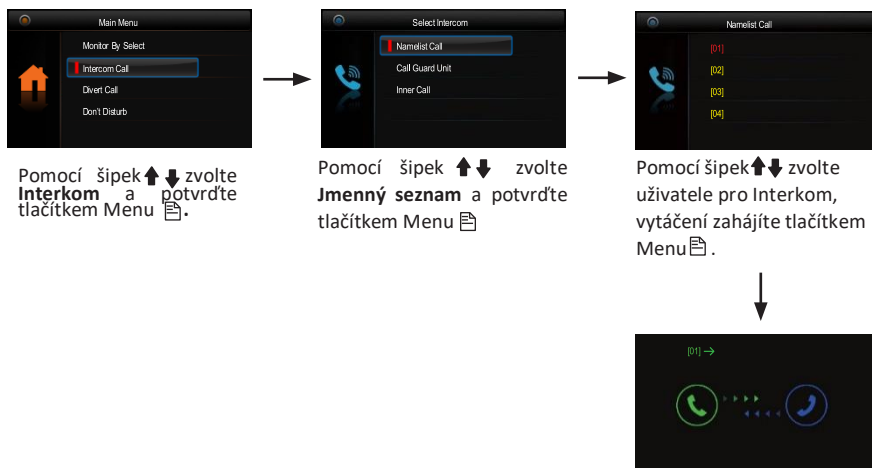 Main Menu
Monitor By Select
Intercom Call
Divert Call
Don't Disturb
Pomocí šipek ⬆⬇ zvolte
Interkom a potvrďte
tlačítkem Menu .
Select Intercom
Namelist Call
Call Guard Unit
Inner Call
Pomocí šipek ⬆⬇ zvolte
Jmenný seznam a potvrďte
tlačítkem Menu
Namelist Call
[01]
[02]
[03]
[04]
Pomocí šipek ⬆⬇ zvolte
uživatele pro Interkom,
vytáčení zahájíte tlačítkem
Menu .
[01] →